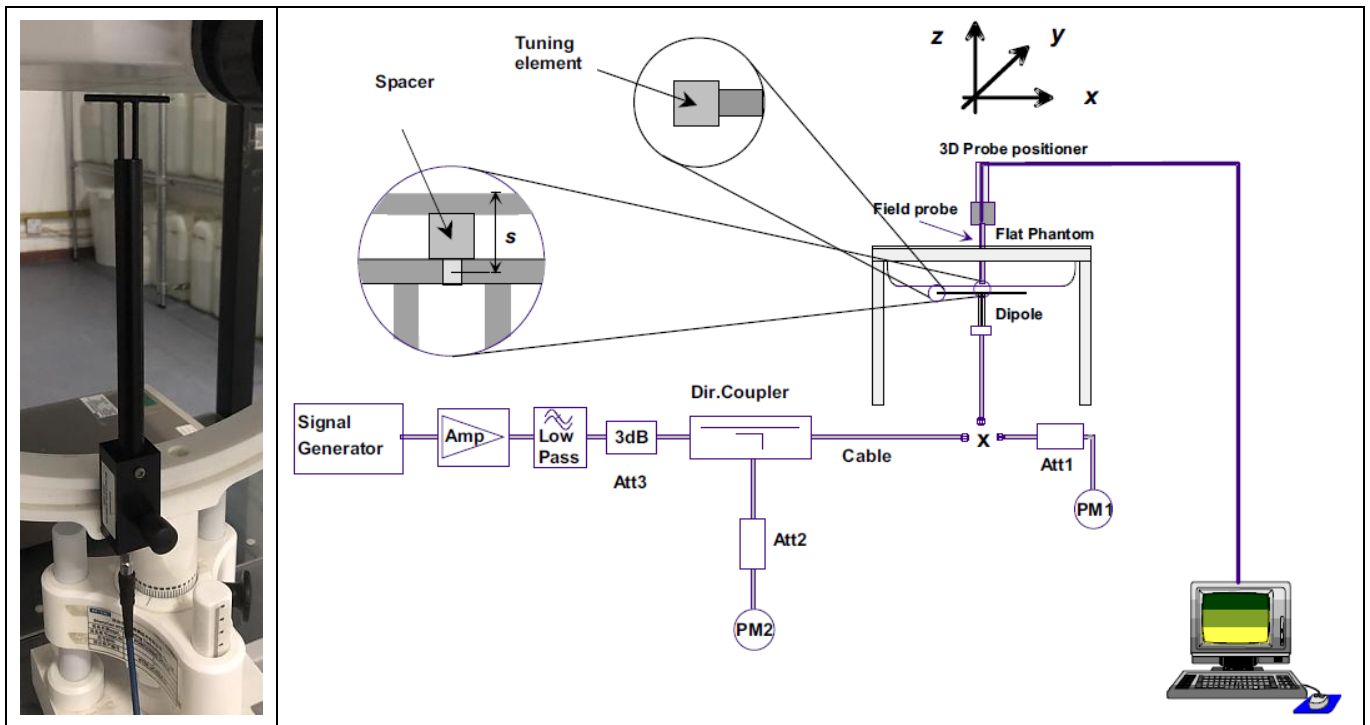 Tuning
element
Spacer
s
z
y
x
3D Probe positioner
Field probe
Flat Phantom
Dipole
Dir.Coupler
Signal
Generator
Amp
Low
Pass
3dB
Att3
Cable
x
Att1
PM1
Att2
PM2